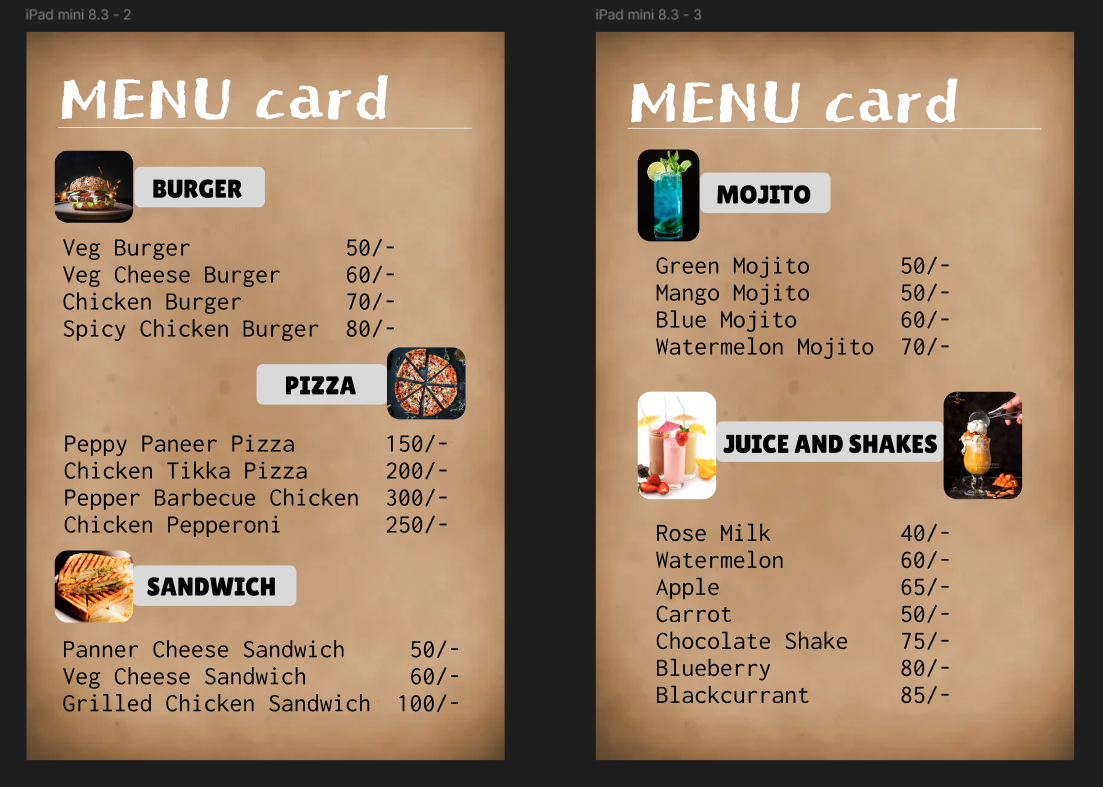 iPad mini 8.3 - 2
MENU card
BURGER
Veg Burger 50/-
Veg Cheese Burger 60/-
Chicken Burger 70/-
Spicy Chicken Burger 80/-
PIZZA
Peppy Paneer Pizza 150/-
Chicken Tikka Pizza 200/-
Pepper Barbecue Chicken 300/-
Chicken Pepperoni 250/-
SANDWICH
Panner Cheese Sandwich 50/-
Veg Cheese Sandwich 60/-
Grilled Chicken Sandwich 100/-
iPad mini 8.3 - 3
MENU card
MOJITO
Green Mojito 50/-
Mango Mojito 50/-
Blue Mojito 60/-
Watermelon Mojito 70/-
JUICE AND SHAKES
Rose Milk 40/-
Watermelon 60/-
Apple 65/-
Carrot 50/-
Chocolate Shake 75/-
Blueberry 80/-
Blackcurrant 85/-